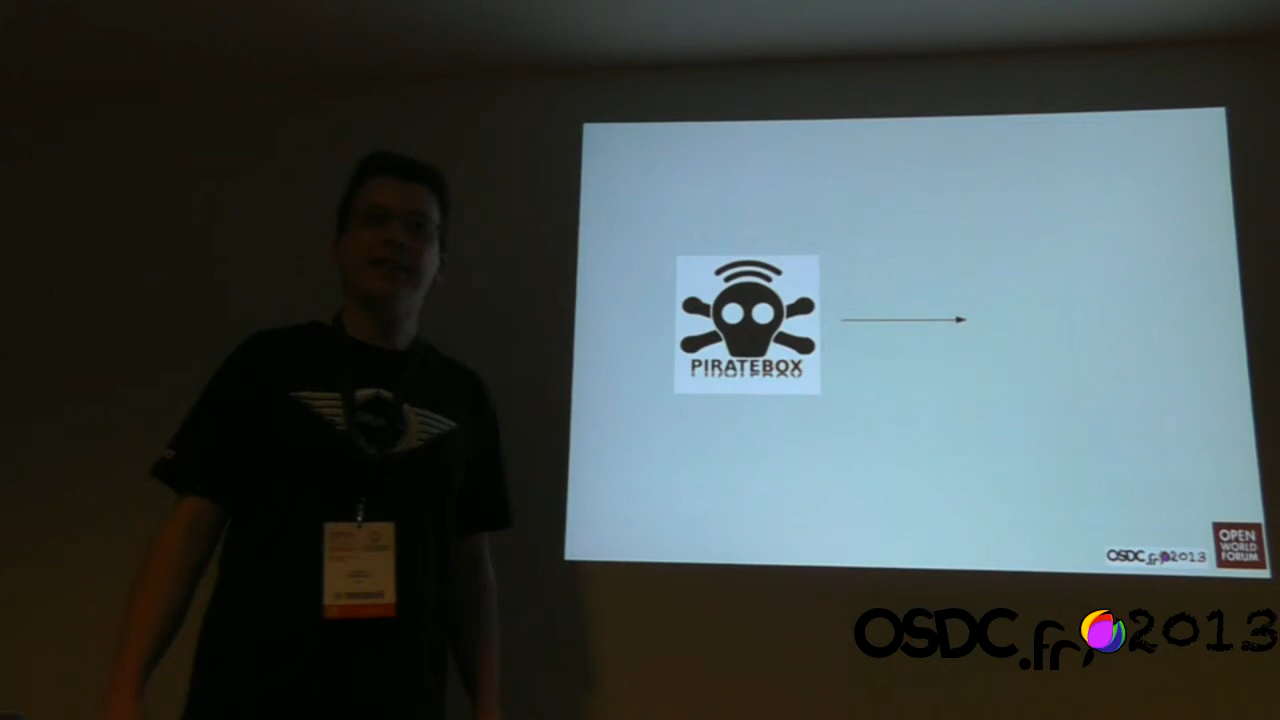 PIRATEBOX
OSDC.fr 2013
OPEN
WORLD
FORUM
OSDC.fr 2013